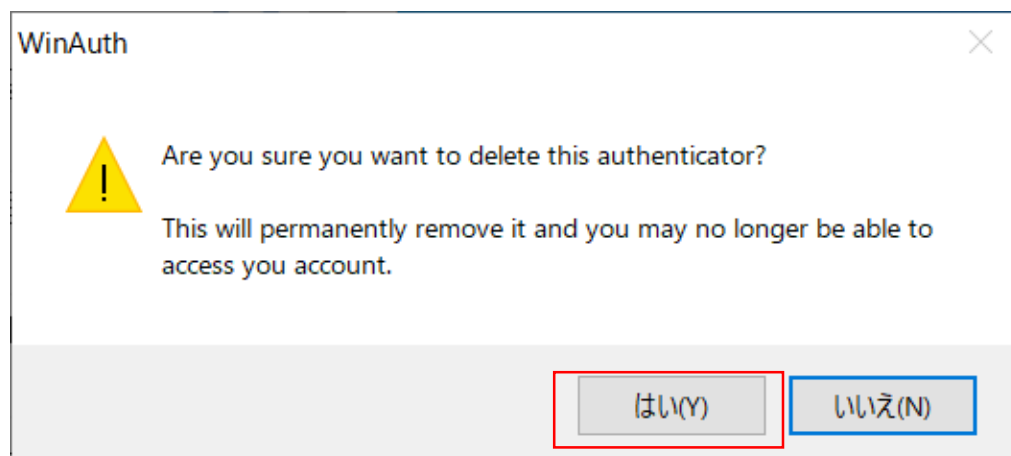 WinAuth
Are you sure you want to delete this authenticator?
This will permanently remove it and you may no longer be able to
access you account.
はい(Y)
いいえ(N)